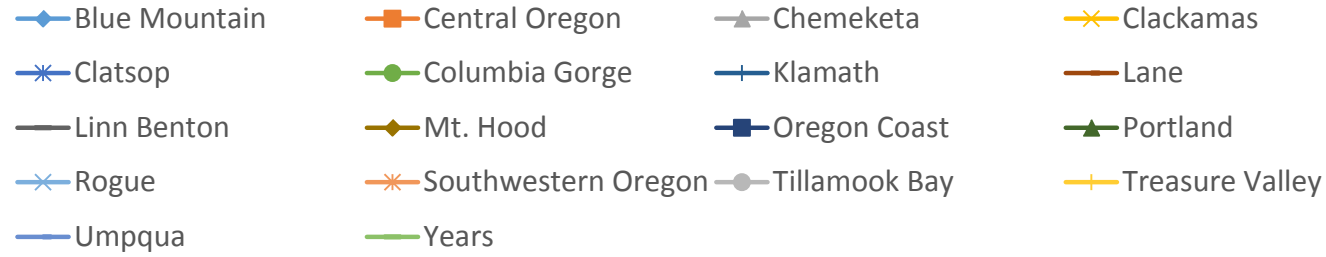 Blue Mountain Central Oregon Chemeketa Clackamas
Clatsop Columbia Gorge Klamath Lane
Linn Benton Mt. Hood Oregon Coast Portland
Rogue Southwestern Oregon Tillamook Bay Treasure Valley
Umpqua Years